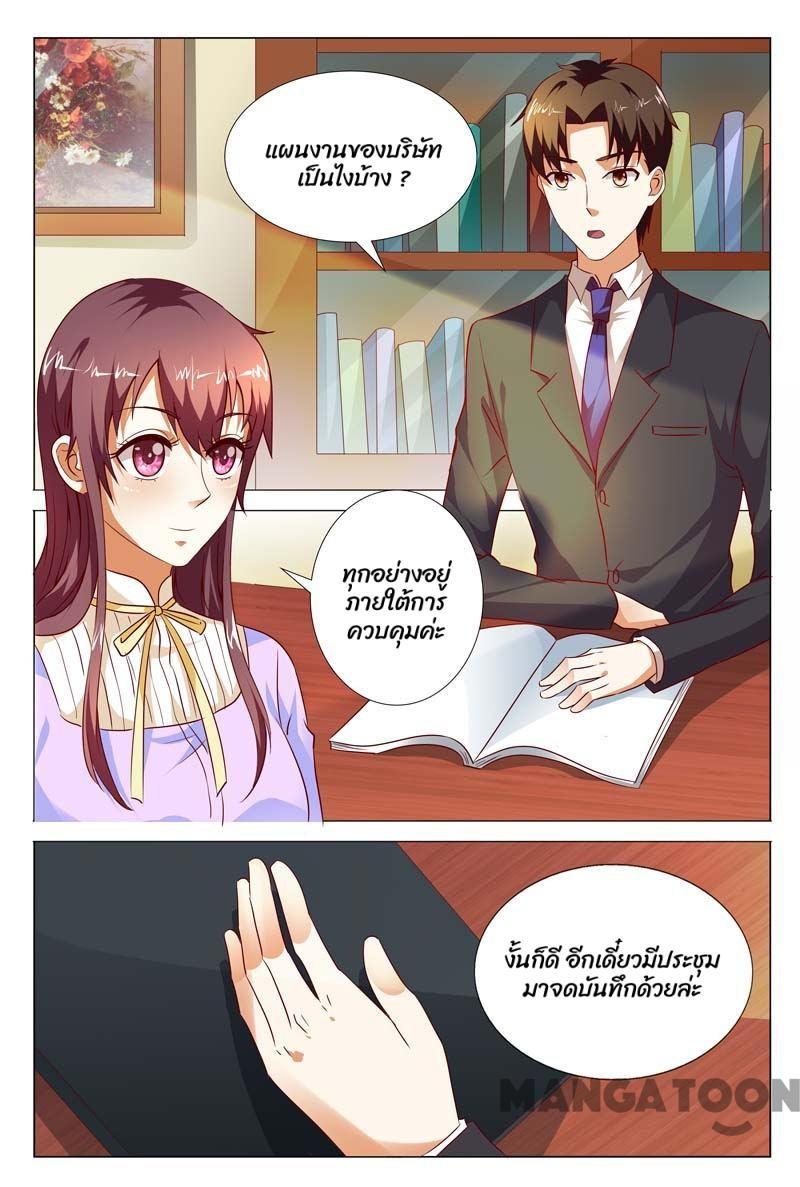 แผนงานของบริษัท
เป็นไงบ้าง ?
ทุกอย่างอยู่
ภายใต้การ
ควบคุมค่ะ
งั้นก็ดี อีกเดี๋ยวมีประชุม
มาจดบันทึกด้วยล่ะ
MANGATOON